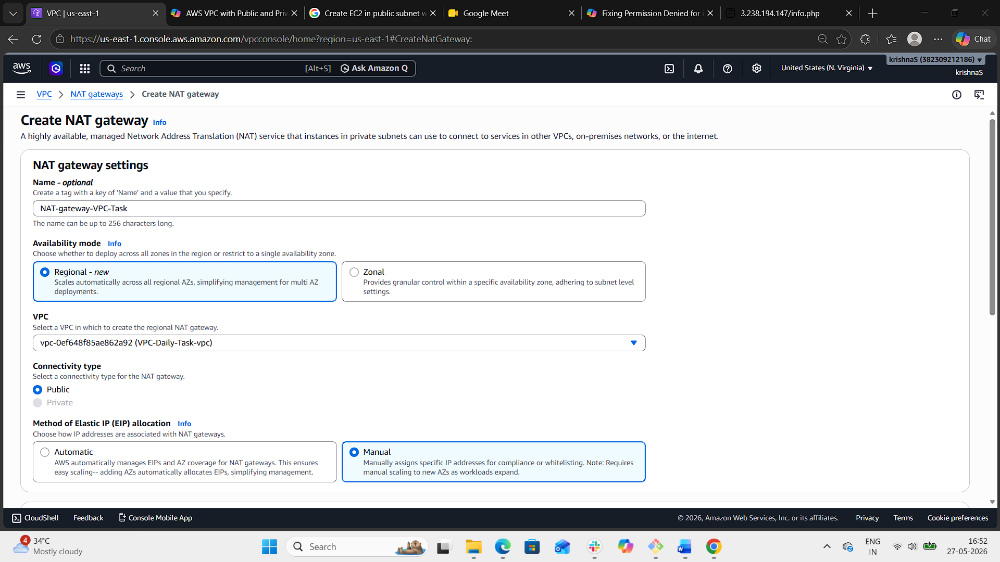 VPC | us-east-1
AWS VPC with Public and Priv
Create EC2 in public subnet w
Google Meet
Fixing Permission Denied for i
3.238.194.147/info.php
https://us-east-1.console.aws.amazon.com/vpcconsole/home?region=us-east-1#CreateNatGateway:
Chat
aws
Search
[Alt+S]
Ask Amazon Q
United States (N. Virginia)
krishnaS (382309212186)
krishnaS
VPC
NAT gateways
Create NAT gateway
Create NAT gateway Info
A highly available, managed Network Address Translation (NAT) service that instances in private subnets can use to connect to services in other VPCs, on-premises networks, or the internet.
NAT gateway settings
Name - optional
Create a tag with a key of 'Name' and a value that you specify.
NAT-gateway-VPC-Task
The name can be up to 256 characters long.
Availability mode Info
Choose whether to deploy across all zones in the region or restrict to a single availability zone.
Regional - new
Scales automatically across all regional AZs, simplifying management for multi AZ
deployments.
Zonal
Provides granular control within a specific availability zone, adhering to subnet level
settings.
VPC
Select a VPC in which to create the regional NAT gateway.
vpc-0ef648f85ae862a92 (VPC-Daily-Task-vpc)
Connectivity type
Select a connectivity type for the NAT gateway.
Public
Private
Method of Elastic IP (EIP) allocation Info
Choose how IP addresses are associated with NAT gateways.
Automatic
AWS automatically manages EIPs and AZ coverage for NAT gateways. This ensures
easy scaling-- adding AZs automatically allocates EIPs, simplifying management.
Manual
Manually assigns specific IP addresses for compliance or whitelisting. Note: Requires
manual scaling to new AZs as workloads expand.
CloudShell
Feedback
Console Mobile App
© 2026, Amazon Web Services, Inc. or its affiliates.
Privacy
Terms
Cookie preferences
4
34°C
Mostly cloudy
Search
ENG
IN
16:52
27-05-2026